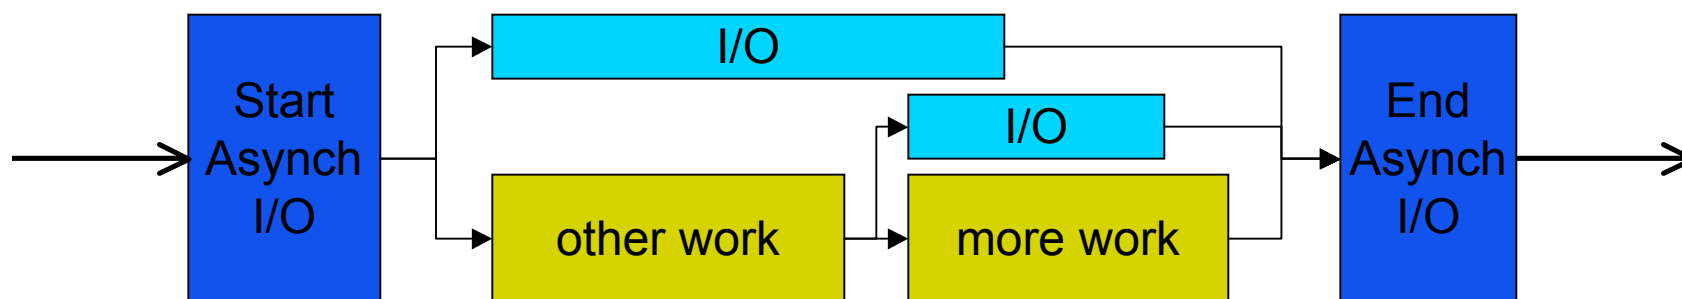 Start
Asynch
I/O
I/O
I/O
other work
more work
End
Asynch
I/O